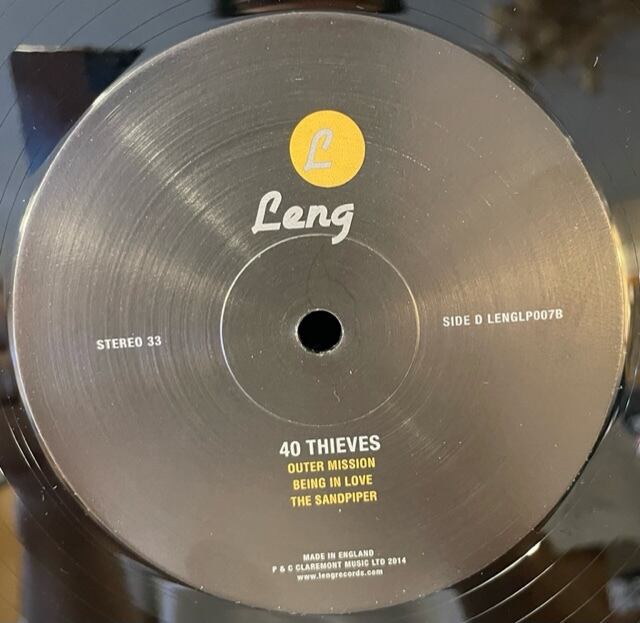 L
Leng
STEREO 33
SIDE D LENGLP007B
40 THIEVES
OUTER MISSION
BEING IN LOVE
THE SANDPIPER
MADE IN ENGLAND
P & C CLAREMONT MUSIC LTD 2014
www.lengrecords.com